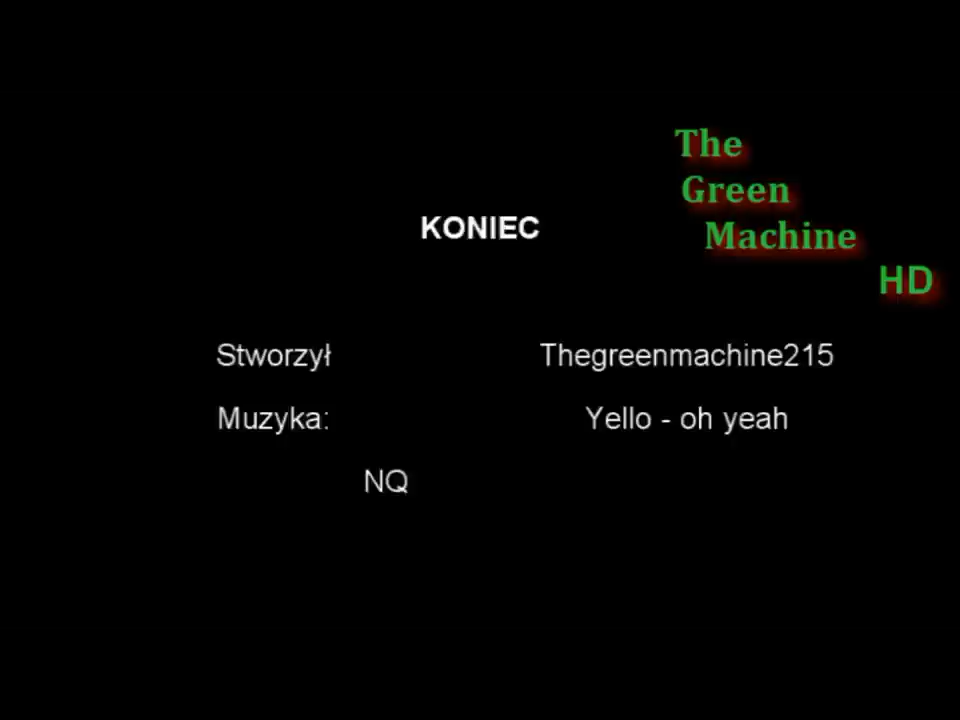 The
Green
Machine
HD
KONIEC
Stworzył Thegreenmachine215
Muzyka: Yello - oh yeah
NQ